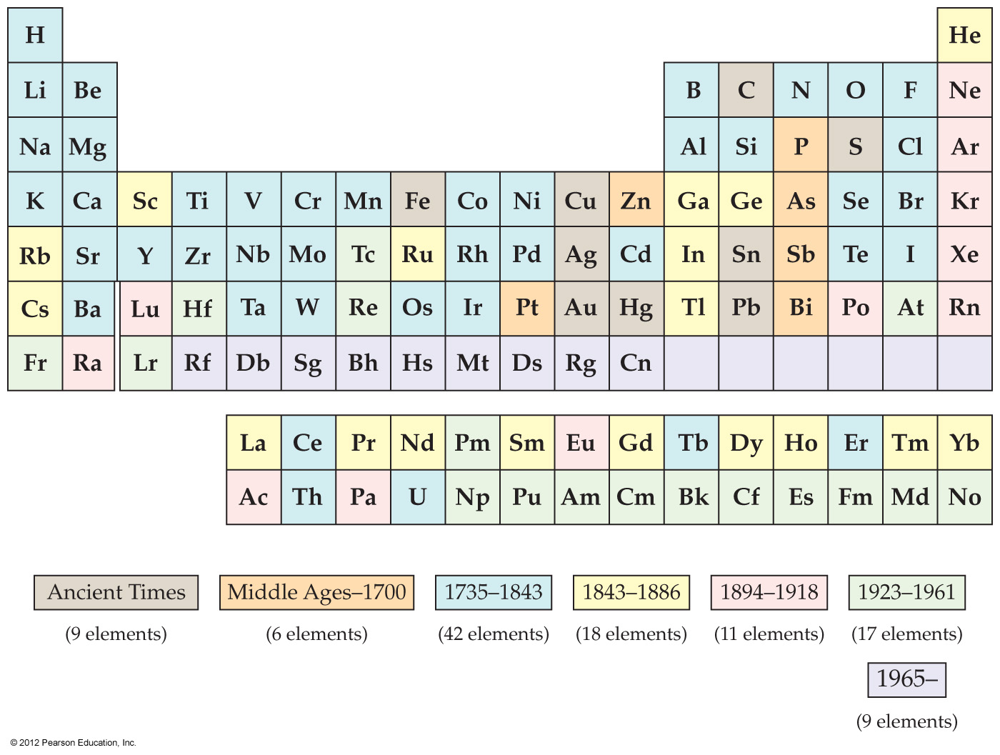 H He
Li Be B C N O F Ne
Na Mg Al Si P S Cl Ar
K Ca Sc Ti V Cr Mn Fe Co Ni Cu Zn Ga Ge As Se Br Kr
Rb Sr Y Zr Nb Mo Tc Ru Rh Pd Ag Cd In Sn Sb Te I Xe
Cs Ba Lu Hf Ta W Re Os Ir Pt Au Hg Tl Pb Bi Po At Rn
Fr Ra Lr Rf Db Sg Bh Hs Mt Ds Rg Cn
La Ce Pr Nd Pm Sm Eu Gd Tb Dy Ho Er Tm Yb
Ac Th Pa U Np Pu Am Cm Bk Cf Es Fm Md No
Ancient Times Middle Ages–1700 1735–1843 1843–1886 1894–1918 1923–1961
(9 elements) (6 elements) (42 elements) (18 elements) (11 elements) (17 elements)
1965–
(9 elements)
© 2012 Pearson Education, Inc.